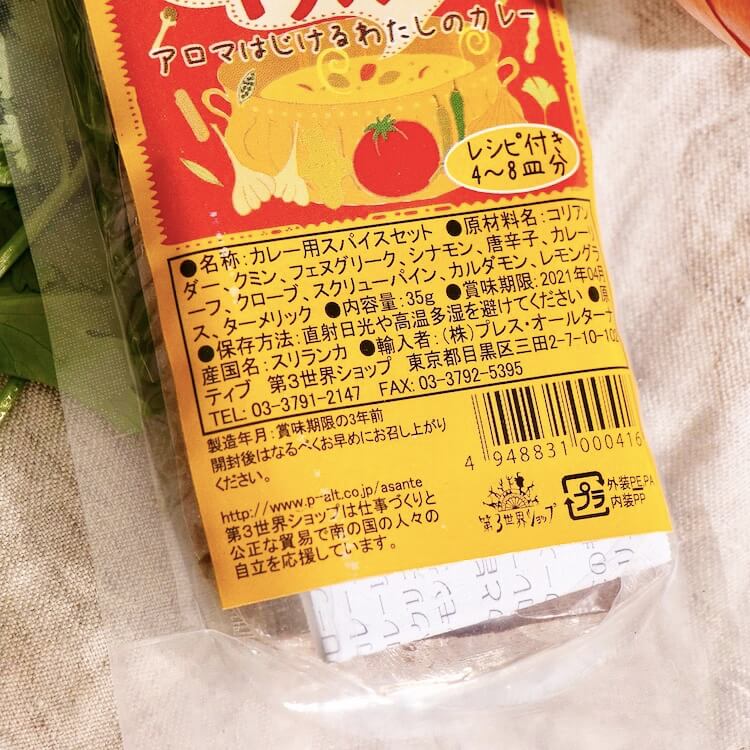 アロマはじけるわたしのカレー
レシピ付き
4〜8皿分
●名称:カレー用スパイスセット ●原材料名:コリアン
ダー、クミン、フェヌグリーク、シナモン、唐辛子、カレーリ
ーフ、クローブ、スクリューパイン、カルダモン、レモングラ
ス、ターメリック ●内容量:35g ●賞味期限:2021年04月
●保存方法:直射日光や高温多湿を避けてください ●原
産国名:スリランカ ●輸入者:(株)プレス・オールターナ
ティブ 第3世界ショップ 東京都目黒区三田2-7-10-102
TEL: 03-3791-2147 FAX: 03-3792-5395
製造年月:賞味期限の3年前
開封後はなるべくお早めにお召し上がり
ください。
http://www.p-alt.co.jp/asante
第3世界ショップは仕事づくりと
公正な貿易で南の国の人々の
自立を応援しています。
4 948831 000416
第3世界ショップ
プラ
外装PE,PA
内装PP